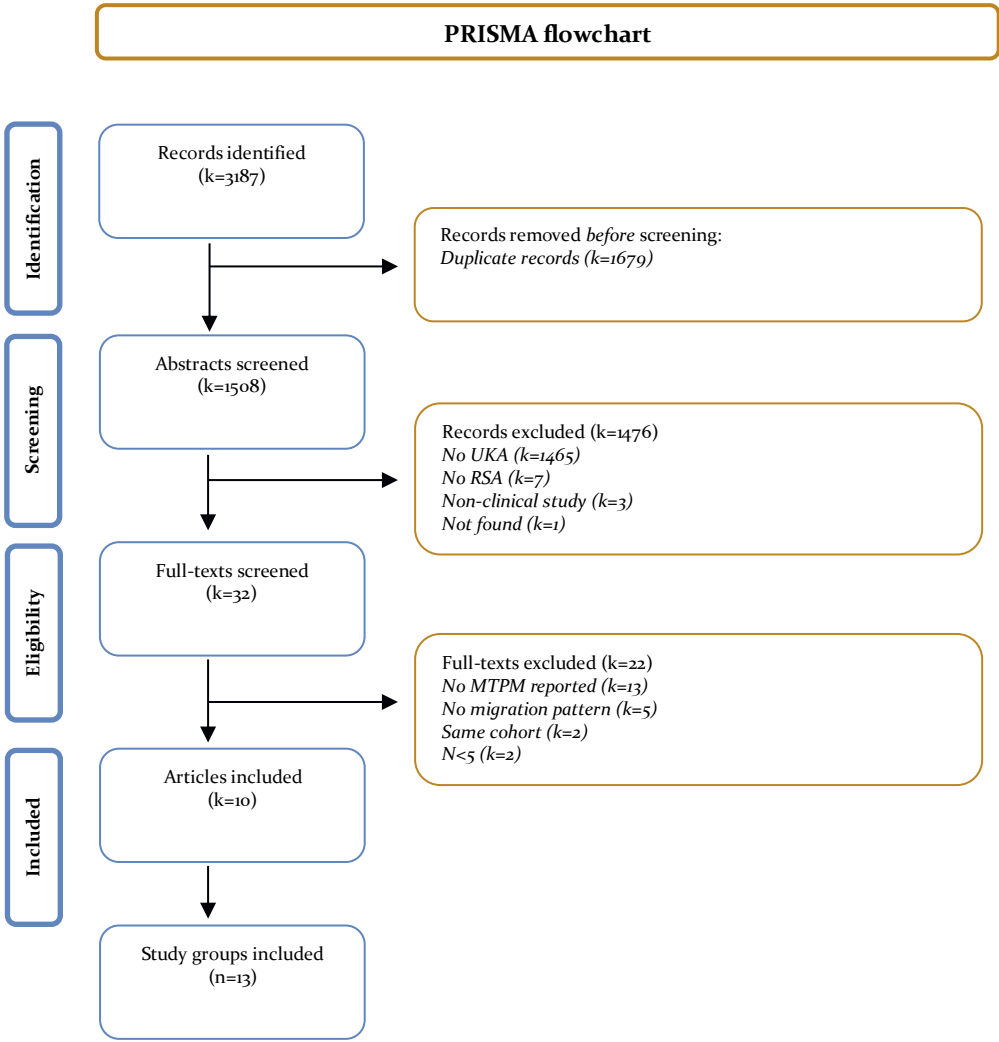 PRISMA flowchart
Identification
Records identified
(k=3187)
Records removed before screening:
Duplicate records (k=1679)
Screening
Abstracts screened
(k=1508)
Records excluded (k=1476)
No UKA (k=1465)
No RSA (k=7)
Non-clinical study (k=3)
Not found (k=1)
Eligibility
Full-texts screened
(k=32)
Full-texts excluded (k=22)
No MTPM reported (k=13)
No migration pattern (k=5)
Same cohort (k=2)
N<5 (k=2)
Included
Articles included
(k=10)
Study groups included
(n=13)